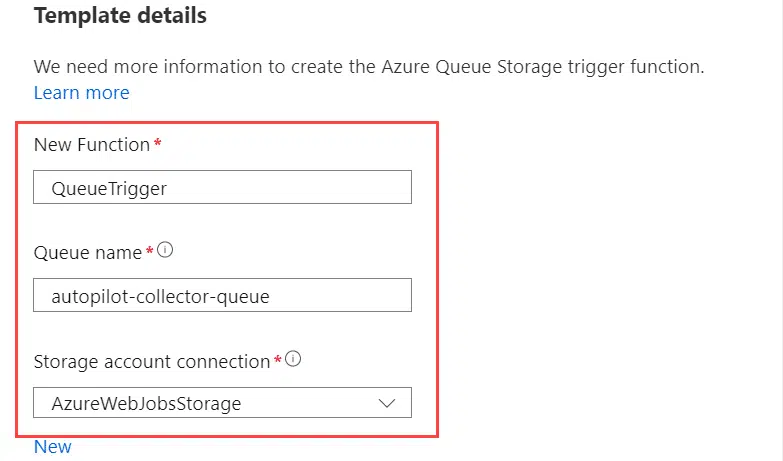 Template details
We need more information to create the Azure Queue Storage trigger function.
Learn more
New Function*
QueueTrigger
Queue name*
autopilot-collector-queue
Storage account connection*
AzureWebJobsStorage
New